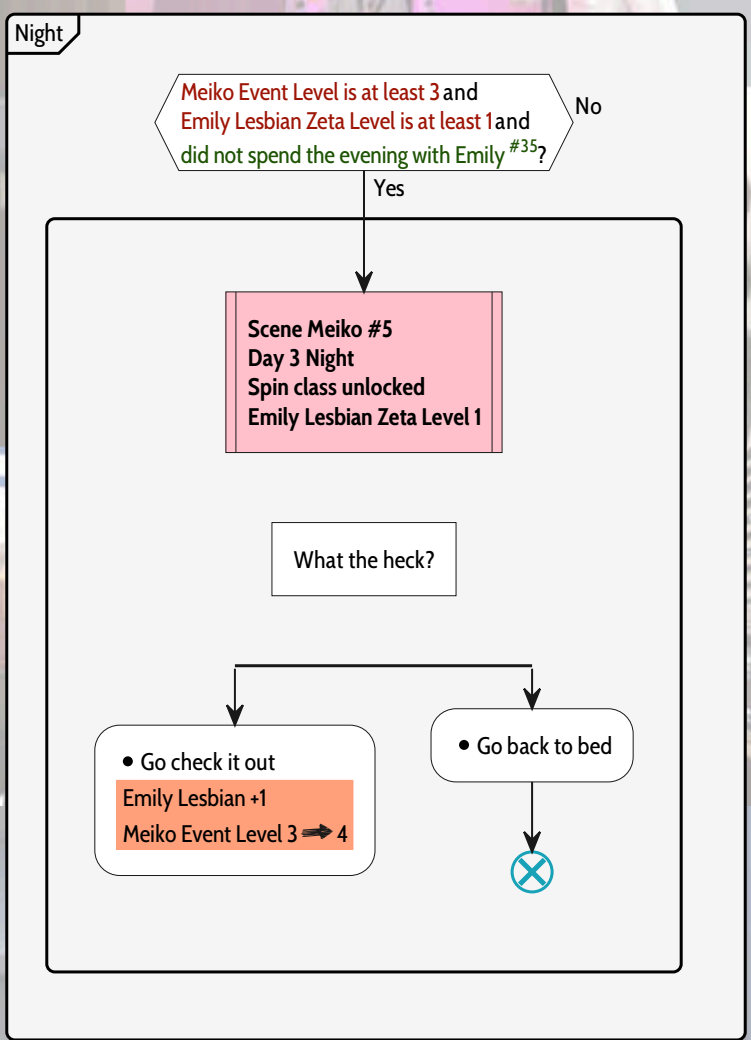 Night
Meiko Event Level is at least 3 and
Emily Lesbian Zeta Level is at least 1 and
did not spend the evening with Emily #35?
No
Yes
Scene Meiko #5
Day 3 Night
Spin class unlocked
Emily Lesbian Zeta Level 1
What the heck?
• Go check it out
Emily Lesbian +1
Meiko Event Level 3 ➡ 4
• Go back to bed